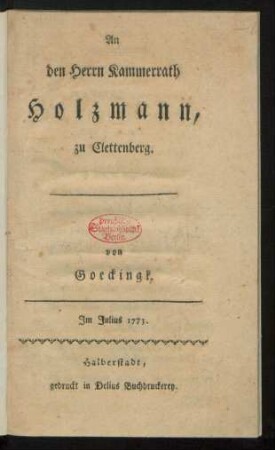 An
den Herrn Kammerrath
Holzmann,
zu Clettenberg.
von
Goeckingk,
Im Julius 1773.
Halberstadt,
gedruckt in Delius Buchdruckerey.